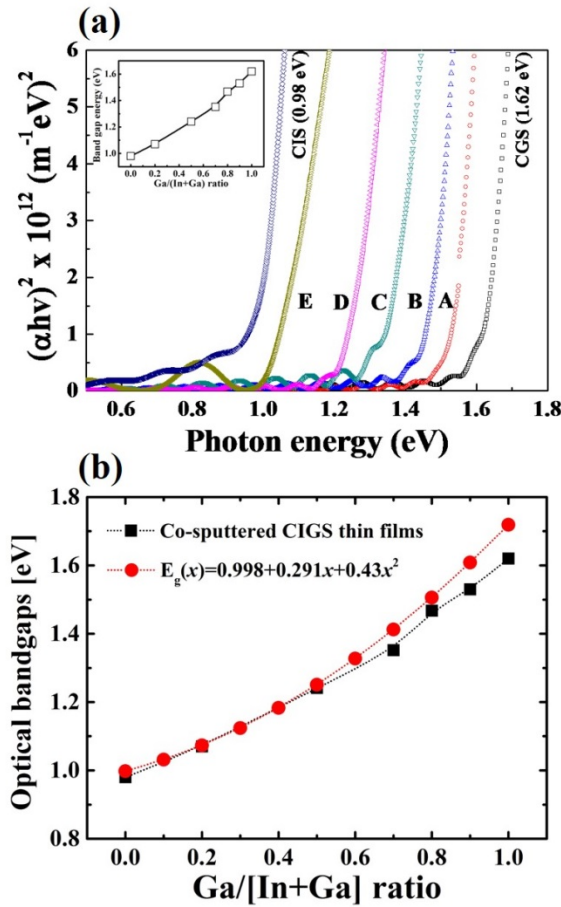 (a)
(αhν)² x 10¹² (m⁻¹eV)²
6
5
4
3
2
1
0
0.6 0.8 1.0 1.2 1.4 1.6 1.8
Photon energy (eV)
Band gap energy (eV)
1.6
1.4
1.2
1.0
0.0 0.2 0.4 0.6 0.8 1.0
Ga/(In+Ga) ratio
CIS (0.98 eV)
CGS (1.62 eV)
E D C B A
(b)
Optical bandgaps [eV]
1.8
1.6
1.4
1.2
1.0
0.8
Co-sputtered CIGS thin films
E_g(x)=0.998+0.291x+0.43x²
0.0 0.2 0.4 0.6 0.8 1.0
Ga/[In+Ga] ratio